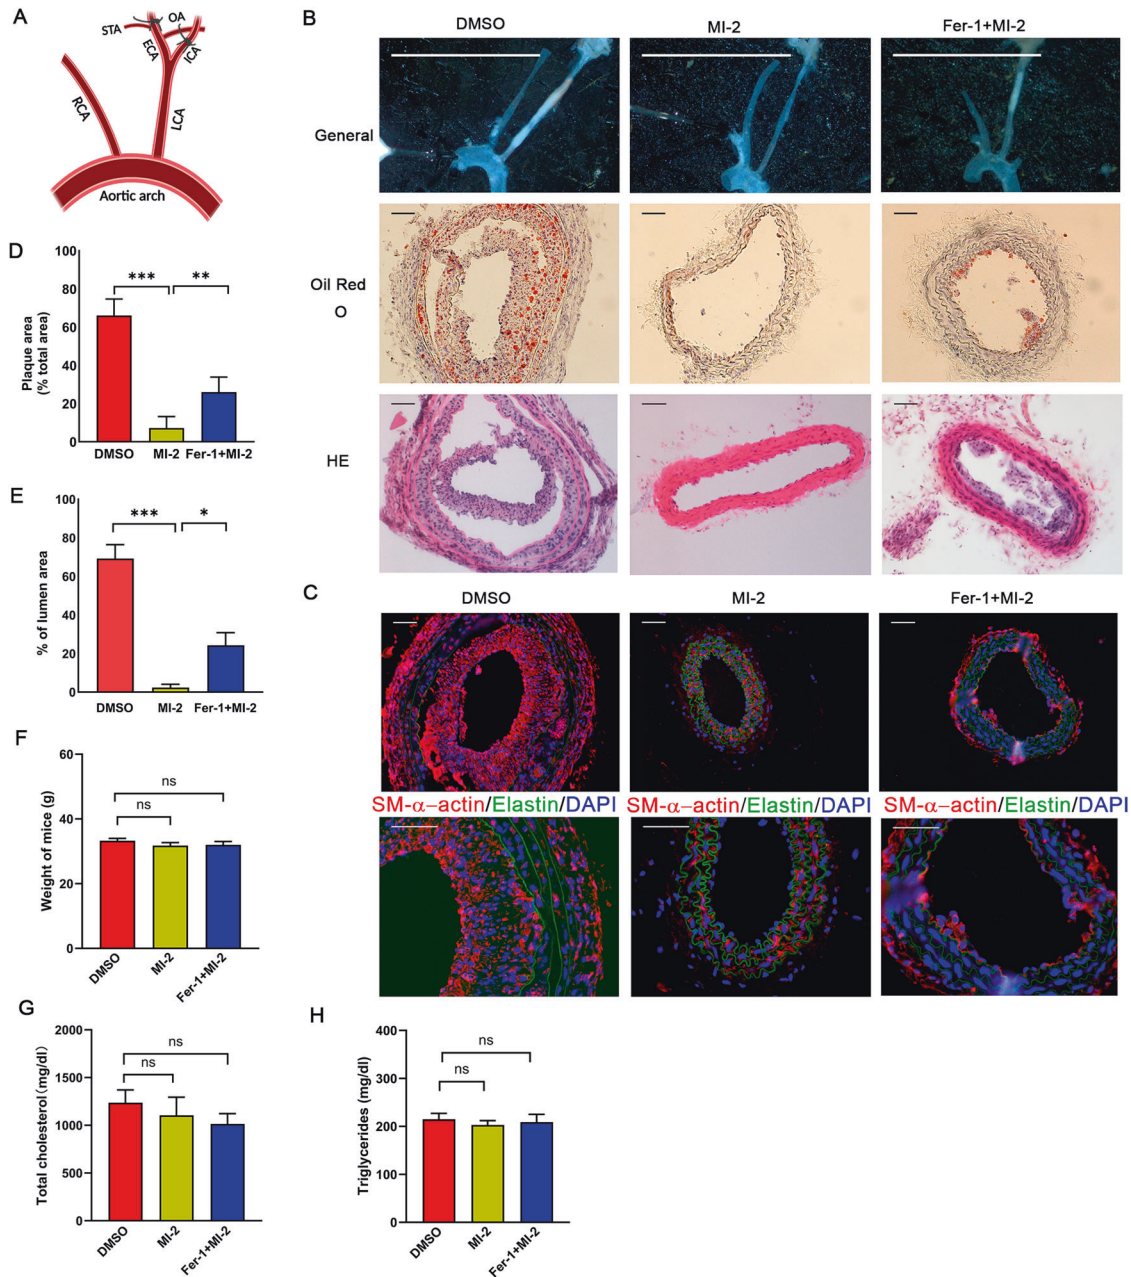 A
STA
OA
ECA
ICA
RCA
LCA
Aortic arch
B
DMSO
MI-2
Fer-1+MI-2
General
Oil Red
O
HE
D
Plaque area
(% total area)
100
80
60
40
20
0
***
**
DMSO
MI-2
Fer-1+MI-2
E
% of lumen area
100
80
60
40
20
0
***
*
DMSO
MI-2
Fer-1+MI-2
C
DMSO
MI-2
Fer-1+MI-2
SM-α-actin/Elastin/DAPI
SM-α-actin/Elastin/DAPI
SM-α-actin/Elastin/DAPI
F
Weight of mice (g)
60
40
20
0
ns
ns
DMSO
MI-2
Fer-1+MI-2
G
Total cholesterol(mg/dl)
2000
1500
1000
500
0
ns
ns
DMSO
MI-2
Fer-1+MI-2
H
Triglycerides (mg/dl)
400
300
200
100
0
ns
ns
DMSO
MI-2
Fer-1+MI-2